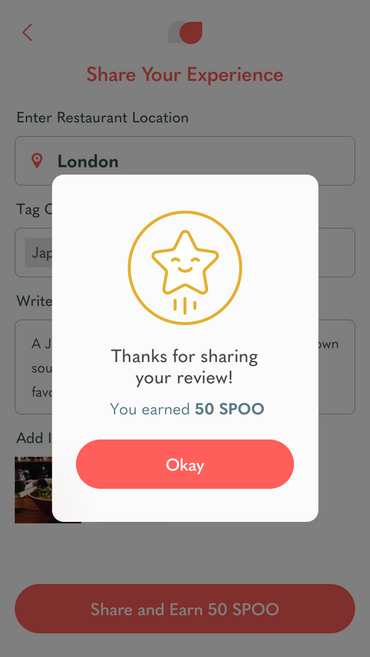 Share Your Experience
Enter Restaurant Location
London
Tag
Write
A
own
sou
favo
Add
Thanks for sharing
your review!
You earned 50 SPOO
Okay
Share and Earn 50 SPOO